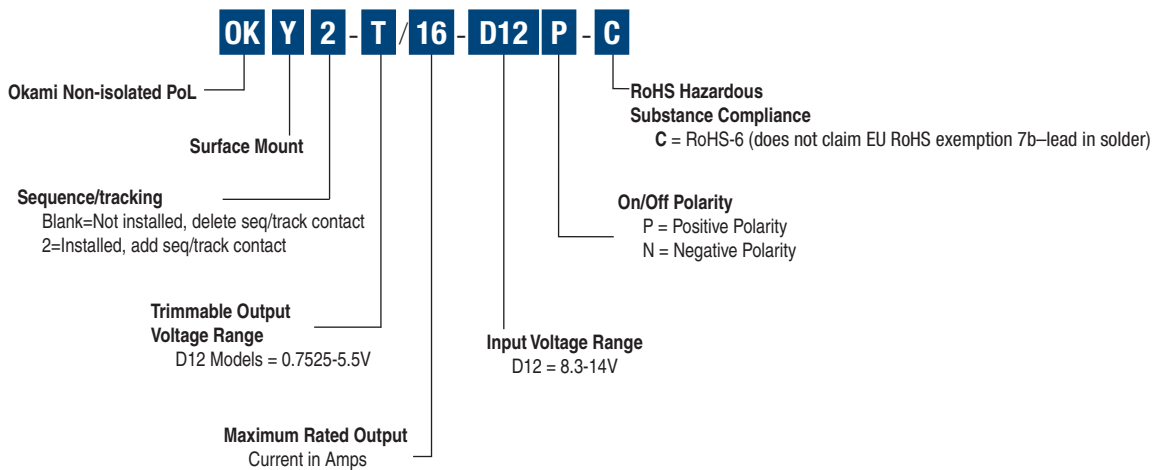 OK Y 2 - T / 16 - D12 P - C
Okami Non-isolated PoL
RoHS Hazardous
Substance Compliance
C = RoHS-6 (does not claim EU RoHS exemption 7b–lead in solder)
Surface Mount
Sequence/tracking
Blank=Not installed, delete seq/track contact
2=Installed, add seq/track contact
On/Off Polarity
P = Positive Polarity
N = Negative Polarity
Trimmable Output
Voltage Range
D12 Models = 0.7525-5.5V
Input Voltage Range
D12 = 8.3-14V
Maximum Rated Output
Current in Amps